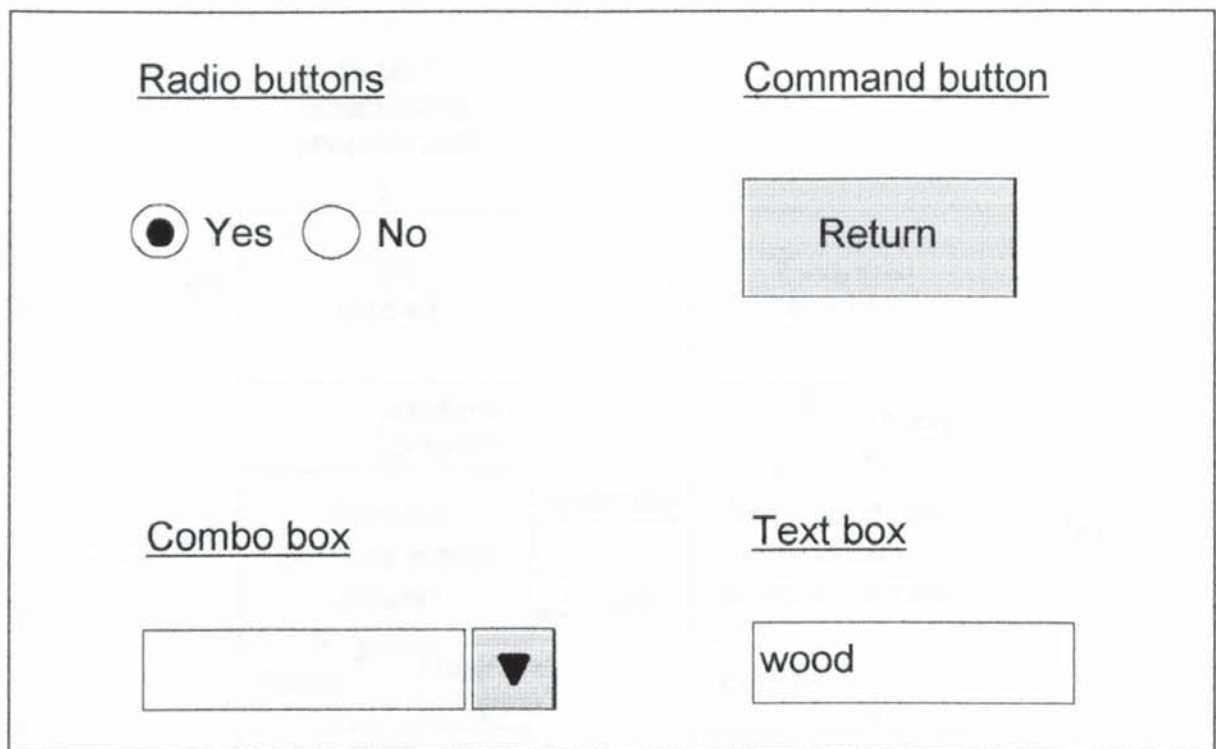 Radio buttons
Command button
Yes No
Return
Combo box
Text box
wood